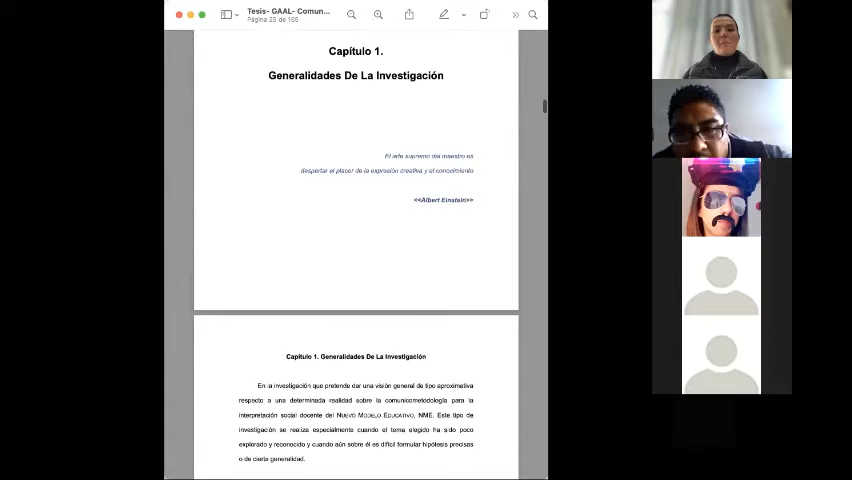 Tesis- GAAL- Comun...
Página 25 de 155
Capítulo 1.
Generalidades De La Investigación
El arte supremo del maestro es
despertar el placer de la expresión creativa y el conocimiento
<<Albert Einstein>>
Capítulo 1. Generalidades De La Investigación
En la investigación que pretende dar una visión general de tipo aproximativa
respecto a una determinada realidad sobre la comunicometodología para la
interpretación social docente del NUEVO MODELO EDUCATIVO, NME. Este tipo de
investigación se realiza especialmente cuando el tema elegido ha sido poco
explorado y reconocido y cuando aún sobre él es difícil formular hipótesis precisas
o de cierta generalidad.